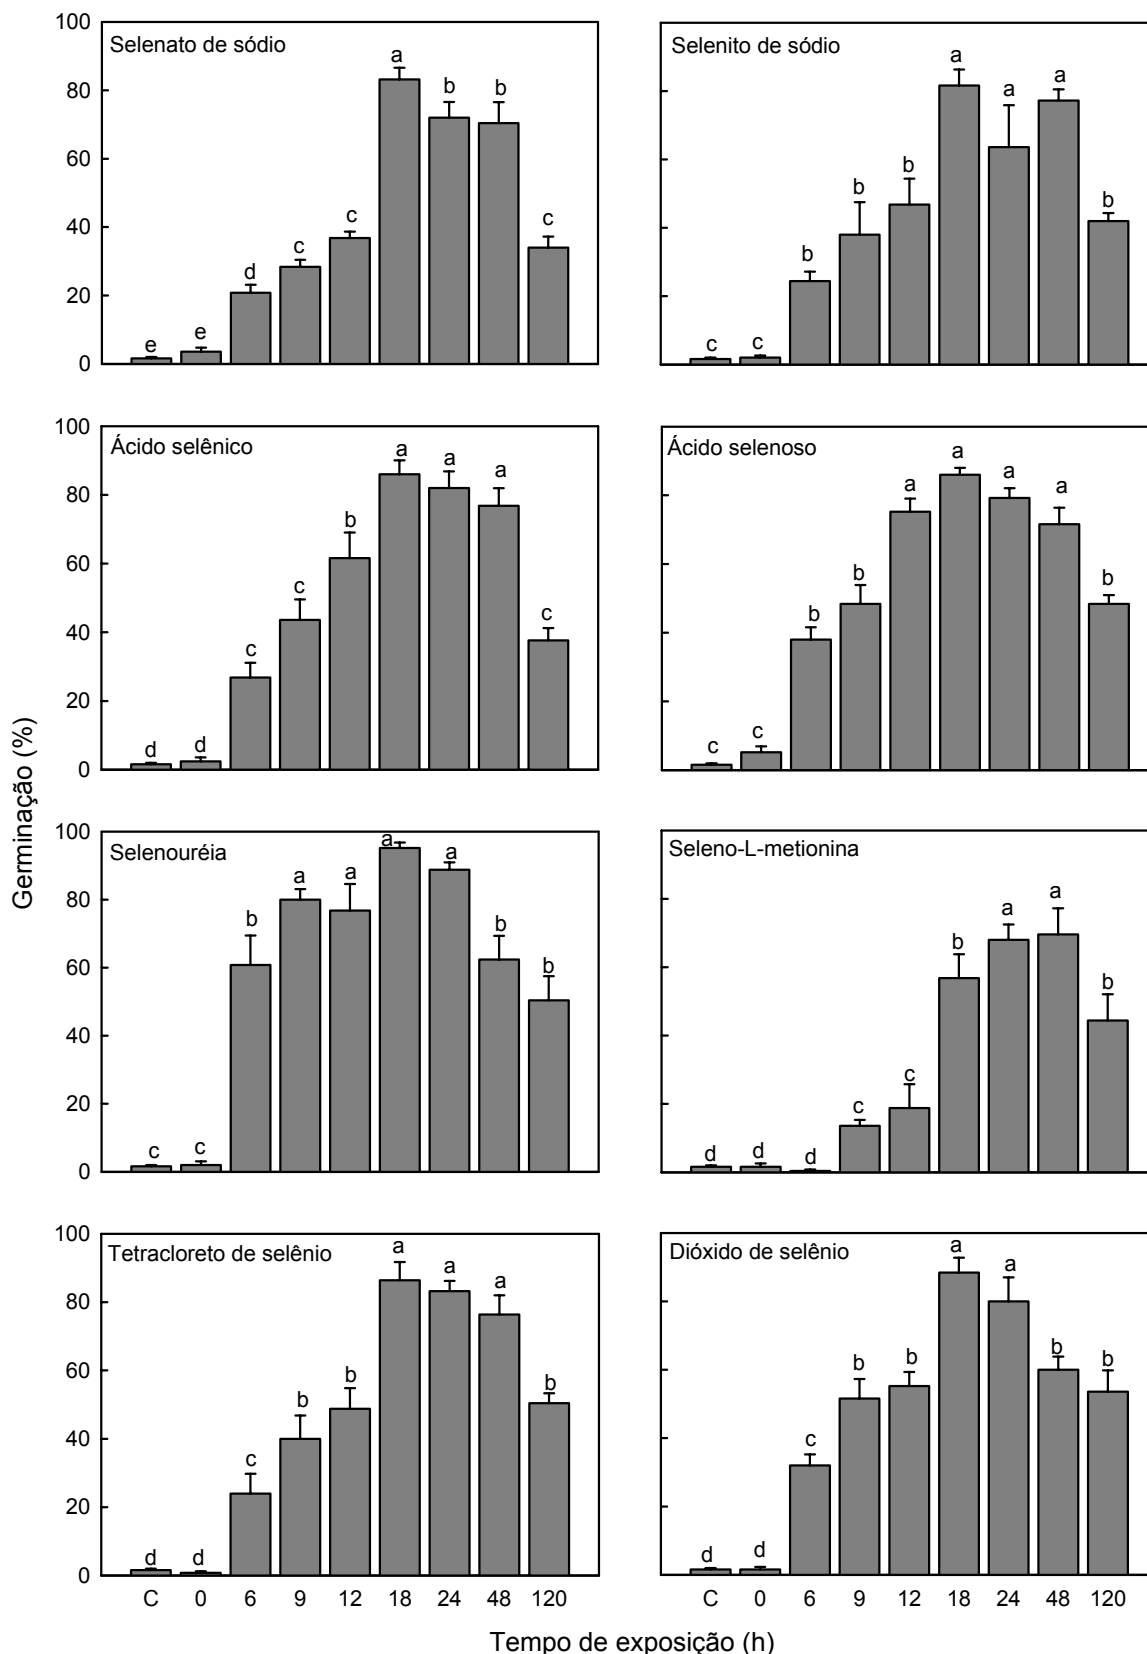 100
80
60
40
20
0
Selenato de sódio
e e d c c a b b c
Selenito de sódio
c c b b b a a a b
100
80
60
40
20
0
Ácido selênico
d d c c b a a a c
Ácido selenoso
c c b b a a a a b
Germinação (%)
100
80
60
40
20
0
Selenouréia
c c b a a a a b b
Seleno-L-metionina
d d d c c b a a b
100
80
60
40
20
0
Tetracloreto de selênio
d d c b b a a a b
Dióxido de selênio
d d c b b a a b b
C 0 6 9 12 18 24 48 120
C 0 6 9 12 18 24 48 120
Tempo de exposição (h)